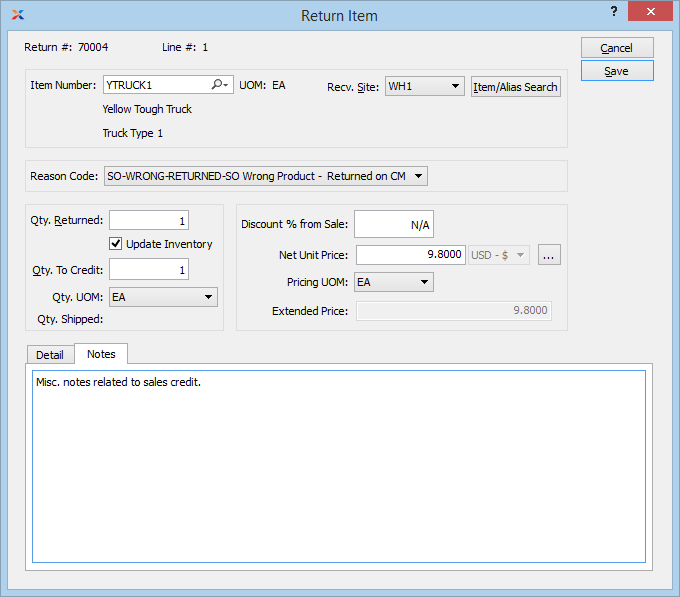 Return Item
?
Return #: 70004 Line #: 1
Cancel
Save
Item Number: YTRUCK1 UOM: EA Recv. Site: WH1 Item/Alias Search
Yellow Tough Truck
Truck Type 1
Reason Code: SO-WRONG-RETURNED-SO Wrong Product - Returned on CM
Qty. Returned: 1
Update Inventory
Qty. To Credit: 1
Qty. UOM: EA
Qty. Shipped:
Discount % from Sale: N/A
Net Unit Price: 9.8000 USD - $ ...
Pricing UOM: EA
Extended Price: 9.8000
Detail Notes
Misc. notes related to sales credit.